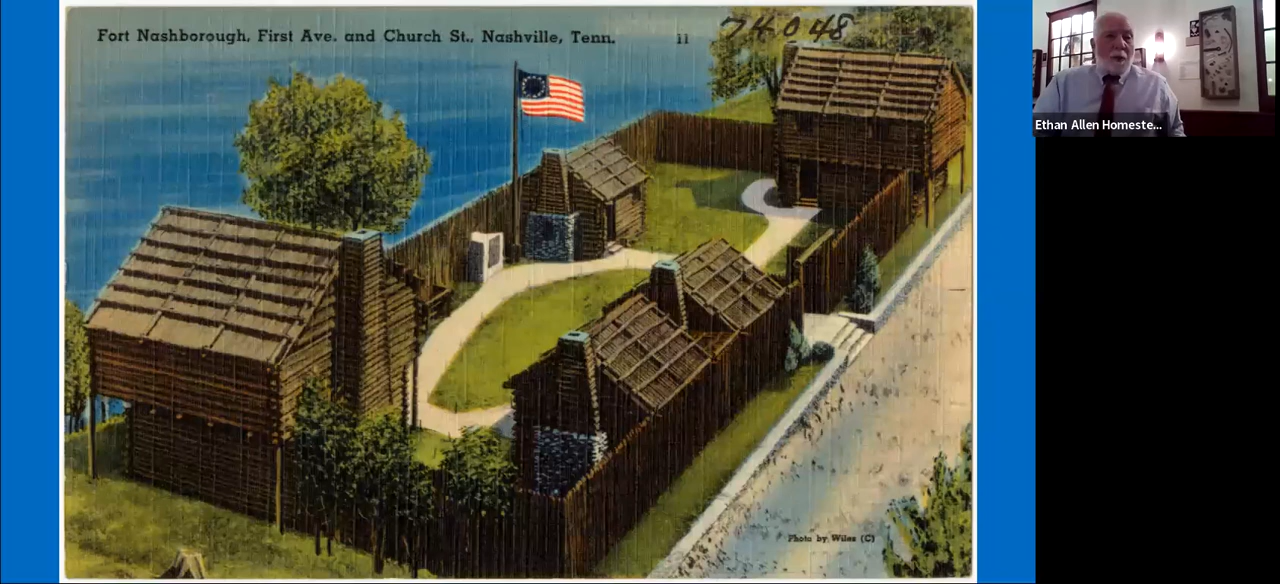 Fort Nashborough, First Ave. and Church St., Nashville, Tenn. 11
74048
Photo by Wiles (C)
Ethan Allen Homeste...